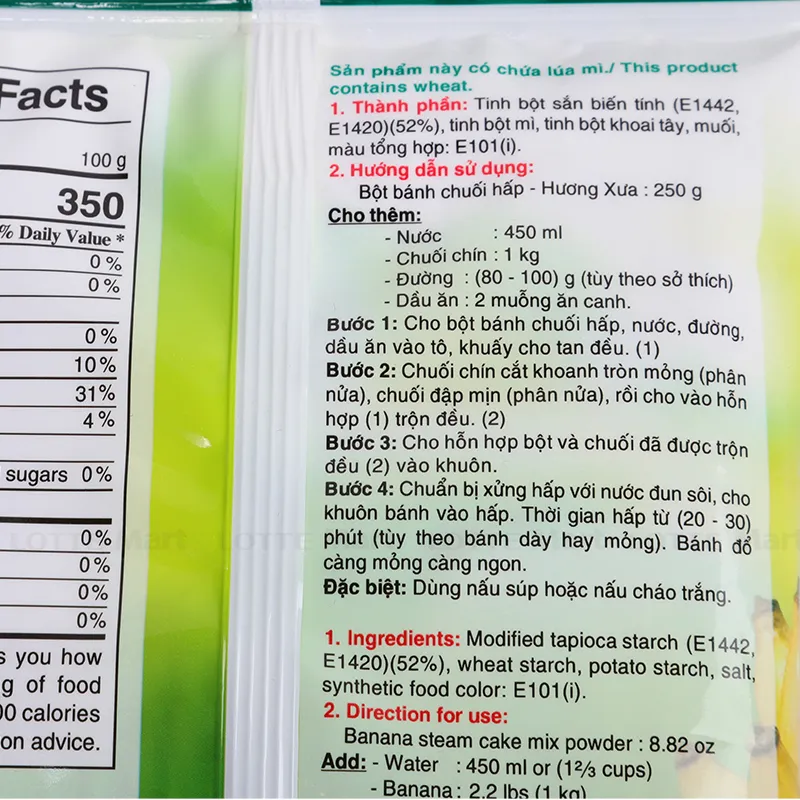 Facts
100 g
350
% Daily Value *
0 %
0 %
0 %
10 %
31 %
4 %
sugars 0 %
0 %
0 %
0 %
0 %
you how
g of food
calories
on advice.
Sản phẩm này có chứa lúa mì./ This product
contains wheat.
1. Thành phần: Tinh bột sắn biến tính (E1442,
E1420)(52%), tinh bột mì, tinh bột khoai tây, muối,
màu tổng hợp: E101(i).
2. Hướng dẫn sử dụng:
Bột bánh chuối hấp - Hương Xưa : 250 g
Cho thêm:
- Nước : 450 ml
- Chuối chín : 1 kg
- Đường : (80 - 100) g (tùy theo sở thích)
- Dầu ăn : 2 muỗng ăn canh.
Bước 1: Cho bột bánh chuối hấp, nước, đường,
dầu ăn vào tô, khuấy cho tan đều. (1)
Bước 2: Chuối chín cắt khoanh tròn mỏng (phân
nửa), chuối đập mịn (phân nửa), rồi cho vào hỗn
hợp (1) trộn đều. (2)
Bước 3: Cho hỗn hợp bột và chuối đã được trộn
đều (2) vào khuôn.
Bước 4: Chuẩn bị xửng hấp với nước đun sôi, cho
khuôn bánh vào hấp. Thời gian hấp từ (20 - 30)
phút (tùy theo bánh dày hay mỏng). Bánh đổ
càng mỏng càng ngon.
Đặc biệt: Dùng nấu súp hoặc nấu cháo trắng.
1. Ingredients: Modified tapioca starch (E1442,
E1420)(52%), wheat starch, potato starch, salt,
synthetic food color: E101(i).
2. Direction for use:
Banana steam cake mix powder : 8.82 oz
Add: - Water : 450 ml or (1⅔ cups)
- Banana : 2.2 lbs (1 kg)
LOTTE Mart LOTTE Mart